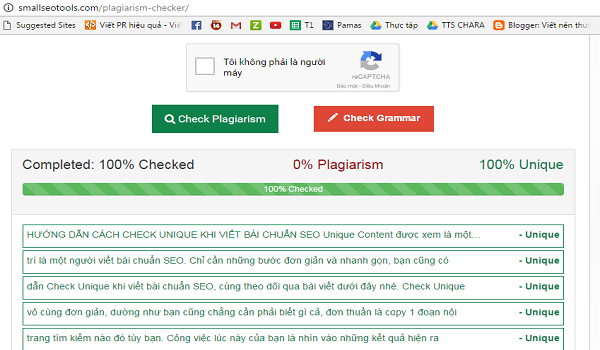 smallseotools.com/plagiarism-checker/
Suggested Sites Viết PR hiệu quả - Viế T1 Pamas Thực tập TTS CHARA Blogger: Viết nên thu
Tôi không phải là người
máy
reCAPTCHA
Bảo mật - Điều khoản
Check Plagiarism Check Grammar
Completed: 100% Checked 0% Plagiarism 100% Unique
100% Checked
HƯỚNG DẪN CÁCH CHECK UNIQUE KHI VIẾT BÀI CHUẨN SEO Unique Content được xem là một... - Unique
trí là một người viết bài chuẩn SEO. Chỉ cần những bước đơn giản và nhanh gọn, bạn cũng có - Unique
dẫn Check Unique khi viết bài chuẩn SEO, cùng theo dõi qua bài viết dưới đây nhé. Check Unique - Unique
vô cùng đơn giản, dường như bạn cũng chẳng cần phải biết gì cả, đơn thuần là copy 1 đoạn nội - Unique
trang tìm kiếm nào đó tùy bạn. Công việc lúc này của bạn là nhìn vào những kết quả hiện ra - Unique